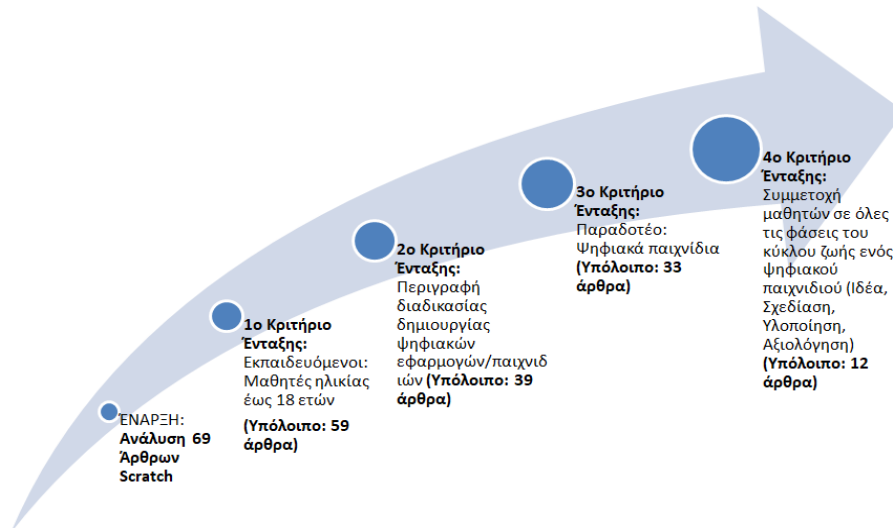 ΈΝΑΡΞΗ:
Ανάλυση 69
Άρθρων
Scratch
1ο Κριτήριο
Ένταξης:
Εκπαιδευόμενοι:
Μαθητές ηλικίας
έως 18 ετών
(Υπόλοιπο: 59
άρθρα)
2ο Κριτήριο
Ένταξης:
Περιγραφή
διαδικασίας
δημιουργίας
ψηφιακών
εφαρμογών/παιχνιδ
ιών (Υπόλοιπο: 39
άρθρα)
3ο Κριτήριο
Ένταξης:
Παραδοτέο:
Ψηφιακά παιχνίδια
(Υπόλοιπο: 33
άρθρα)
4ο Κριτήριο
Ένταξης:
Συμμετοχή
μαθητών σε όλες
τις φάσεις του
κύκλου ζωής ενός
ψηφιακού
παιχνιδιού (Ιδέα,
Σχεδίαση,
Υλοποίηση,
Αξιολόγηση)
(Υπόλοιπο: 12
άρθρα)